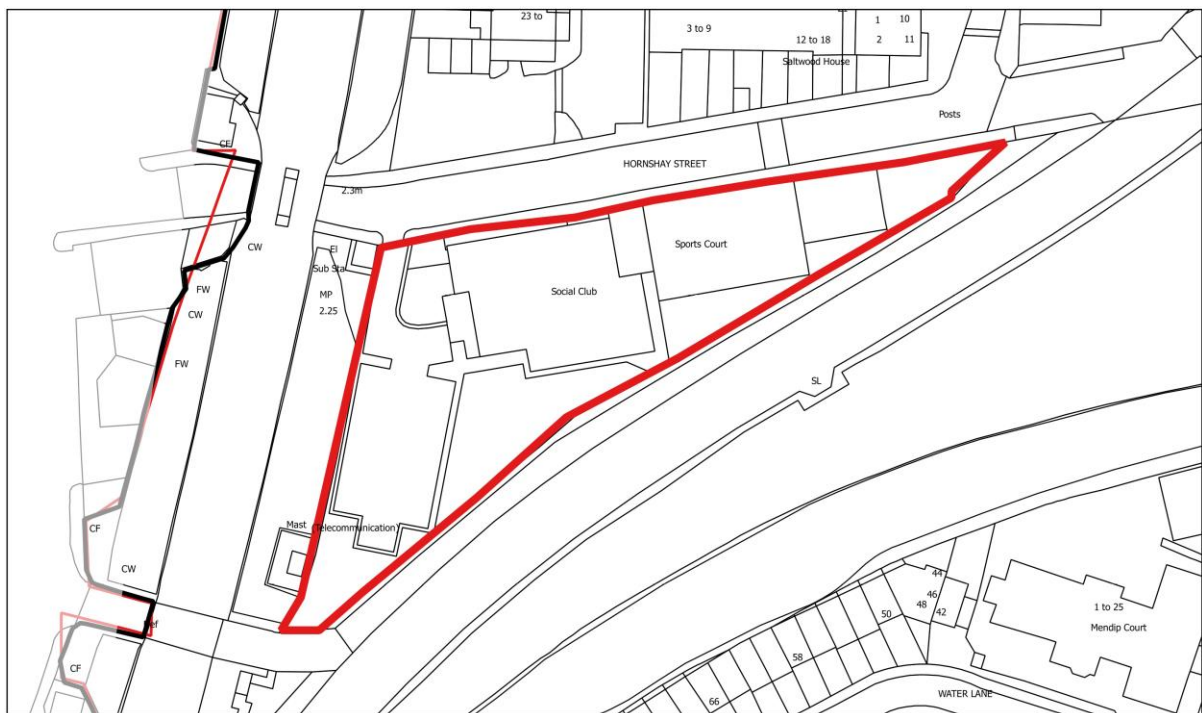 23 to
3 to 9
12 to 18
1 10
2 11
Saltwood House
Posts
CF
HORNSHAY STREET
2.3m
CW
El
Sub Sta
Sports Court
FW
MP
Social Club
CW
2.25
FW
SL
CF
Mast (Telecommunication)
CW
44
46
48
42
50
1 to 25
Mendip Court
Def
58
CF
66
WATER LANE